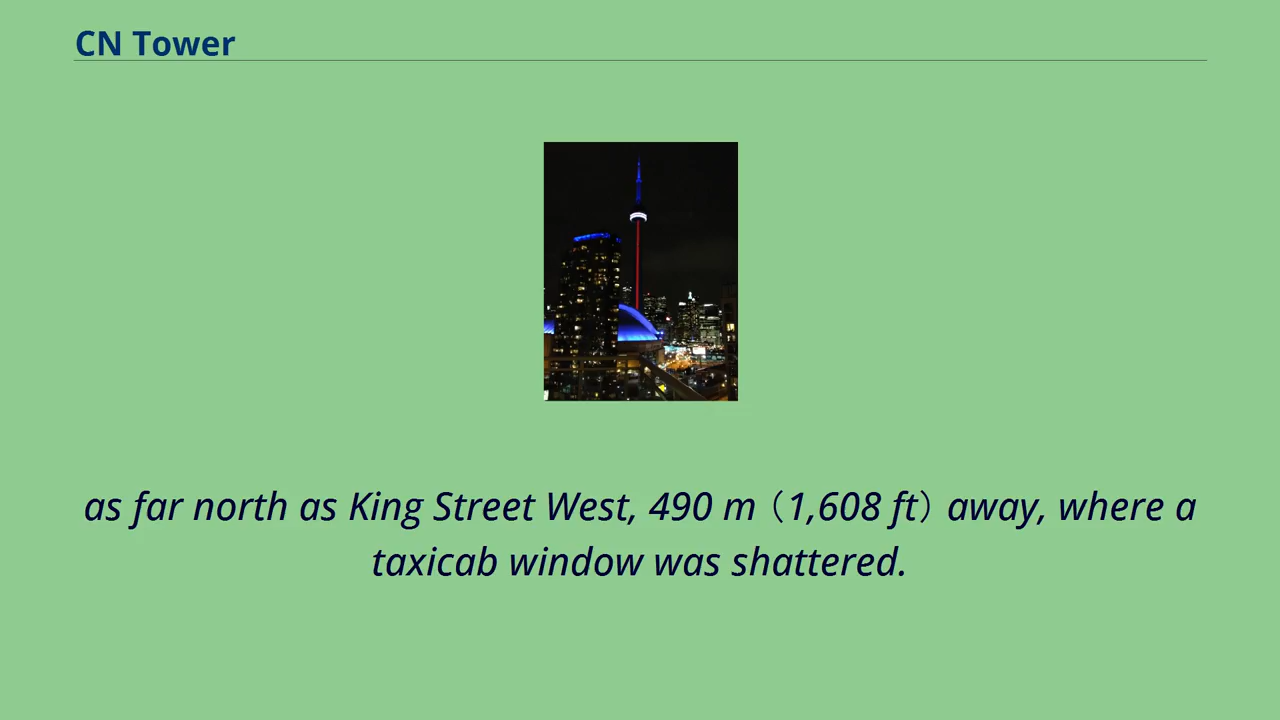 CN Tower
as far north as King Street West, 490 m（1,608 ft）away, where a
taxicab window was shattered.